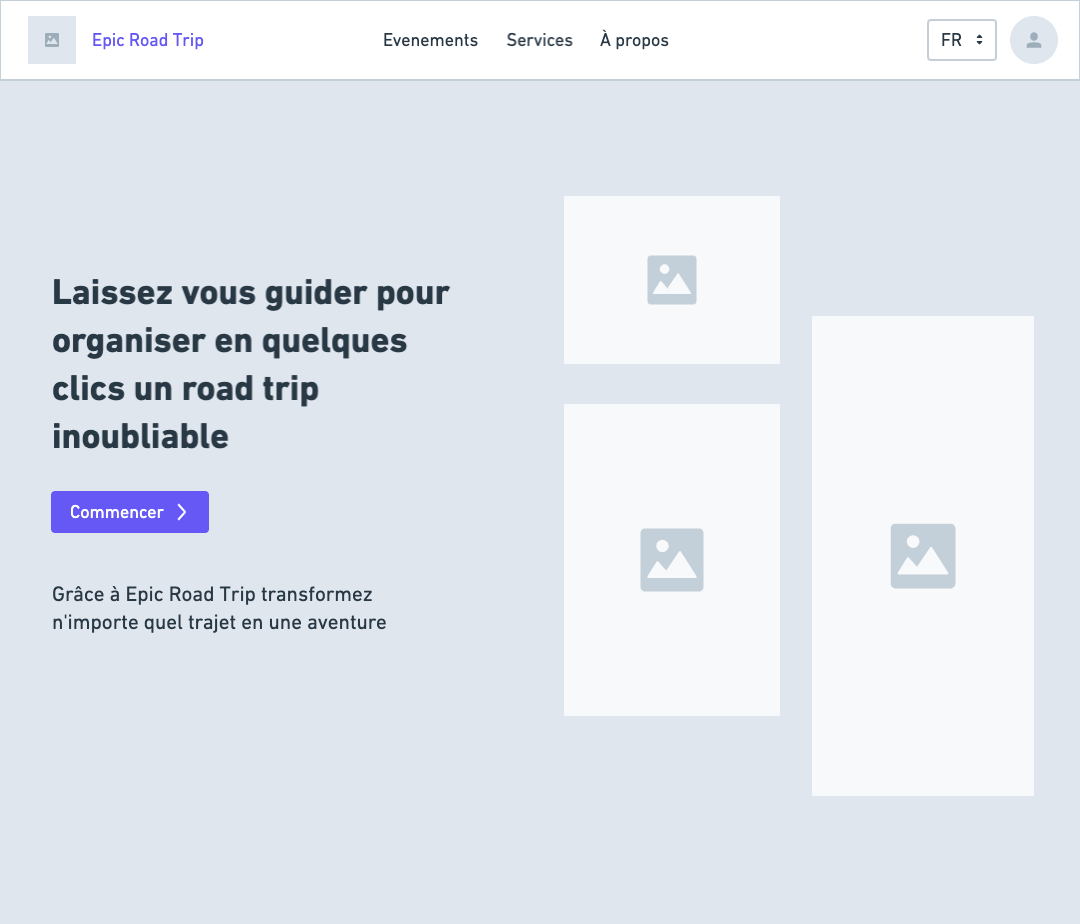 Epic Road Trip
Evenements
Services
À propos
FR
Laissez vous guider pour
organiser en quelques
clics un road trip
inoubliable
Commencer
Grâce à Epic Road Trip transformez
n'importe quel trajet en une aventure